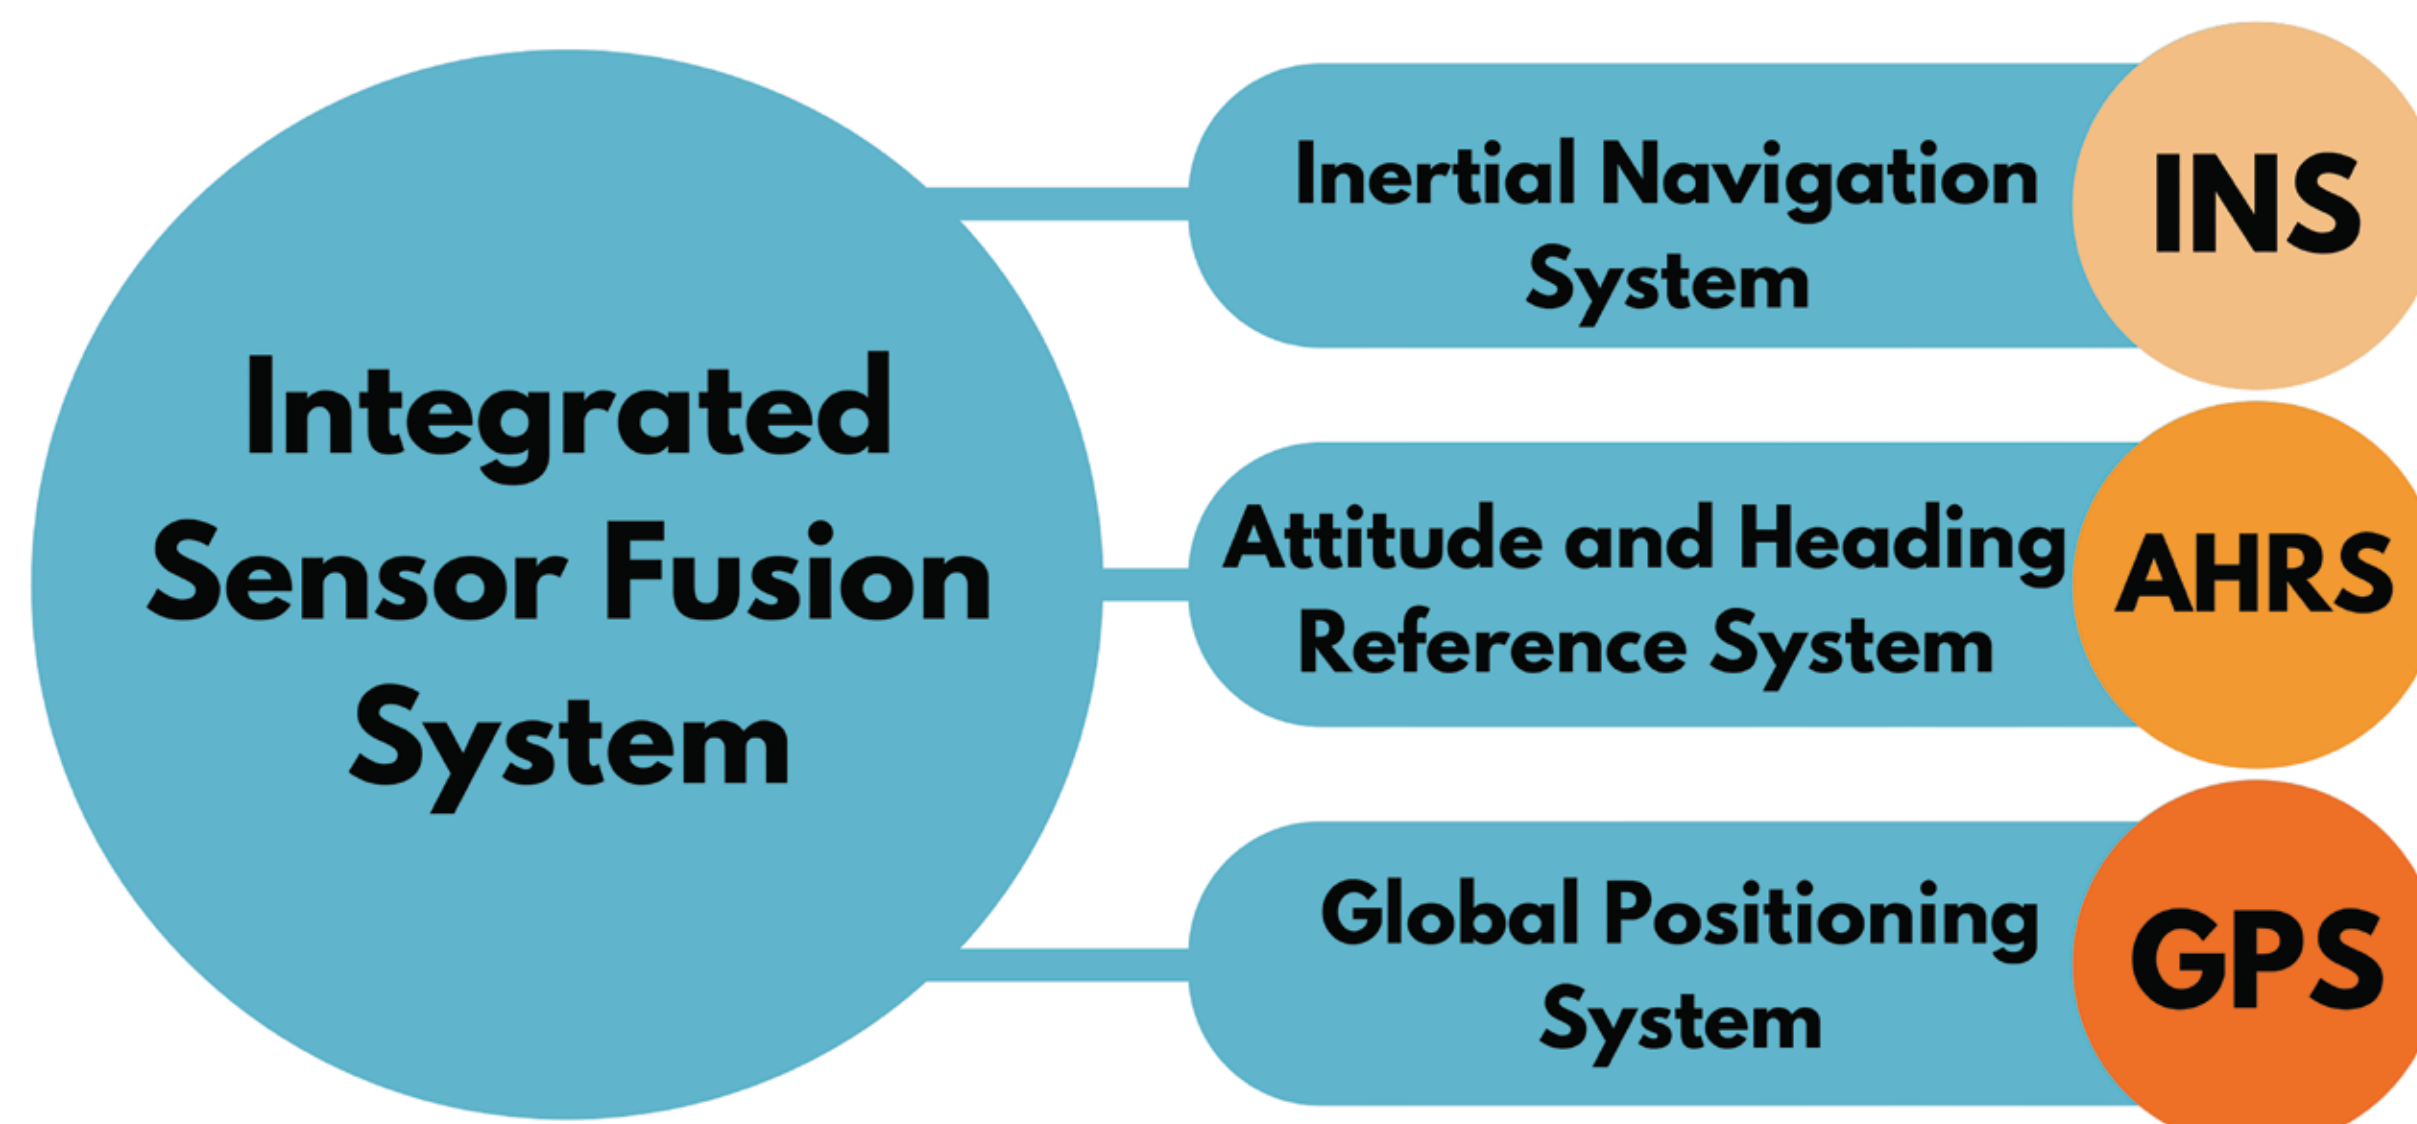 Integrated
Sensor Fusion
System
Inertial Navigation
System
INS
Attitude and Heading
Reference System
AHRS
Global Positioning
System
GPS